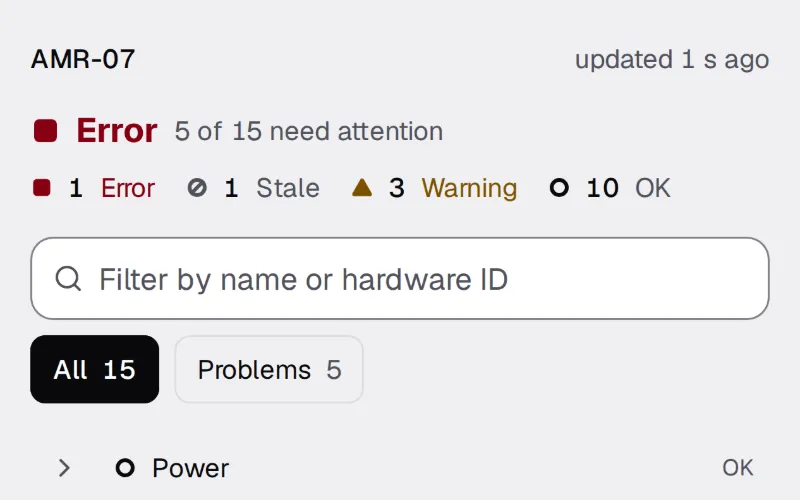 AMR-07 updated 1 s ago
Error 5 of 15 need attention
1 Error 1 Stale 3 Warning 10 OK
Filter by name or hardware ID
All 15 Problems 5
Power OK